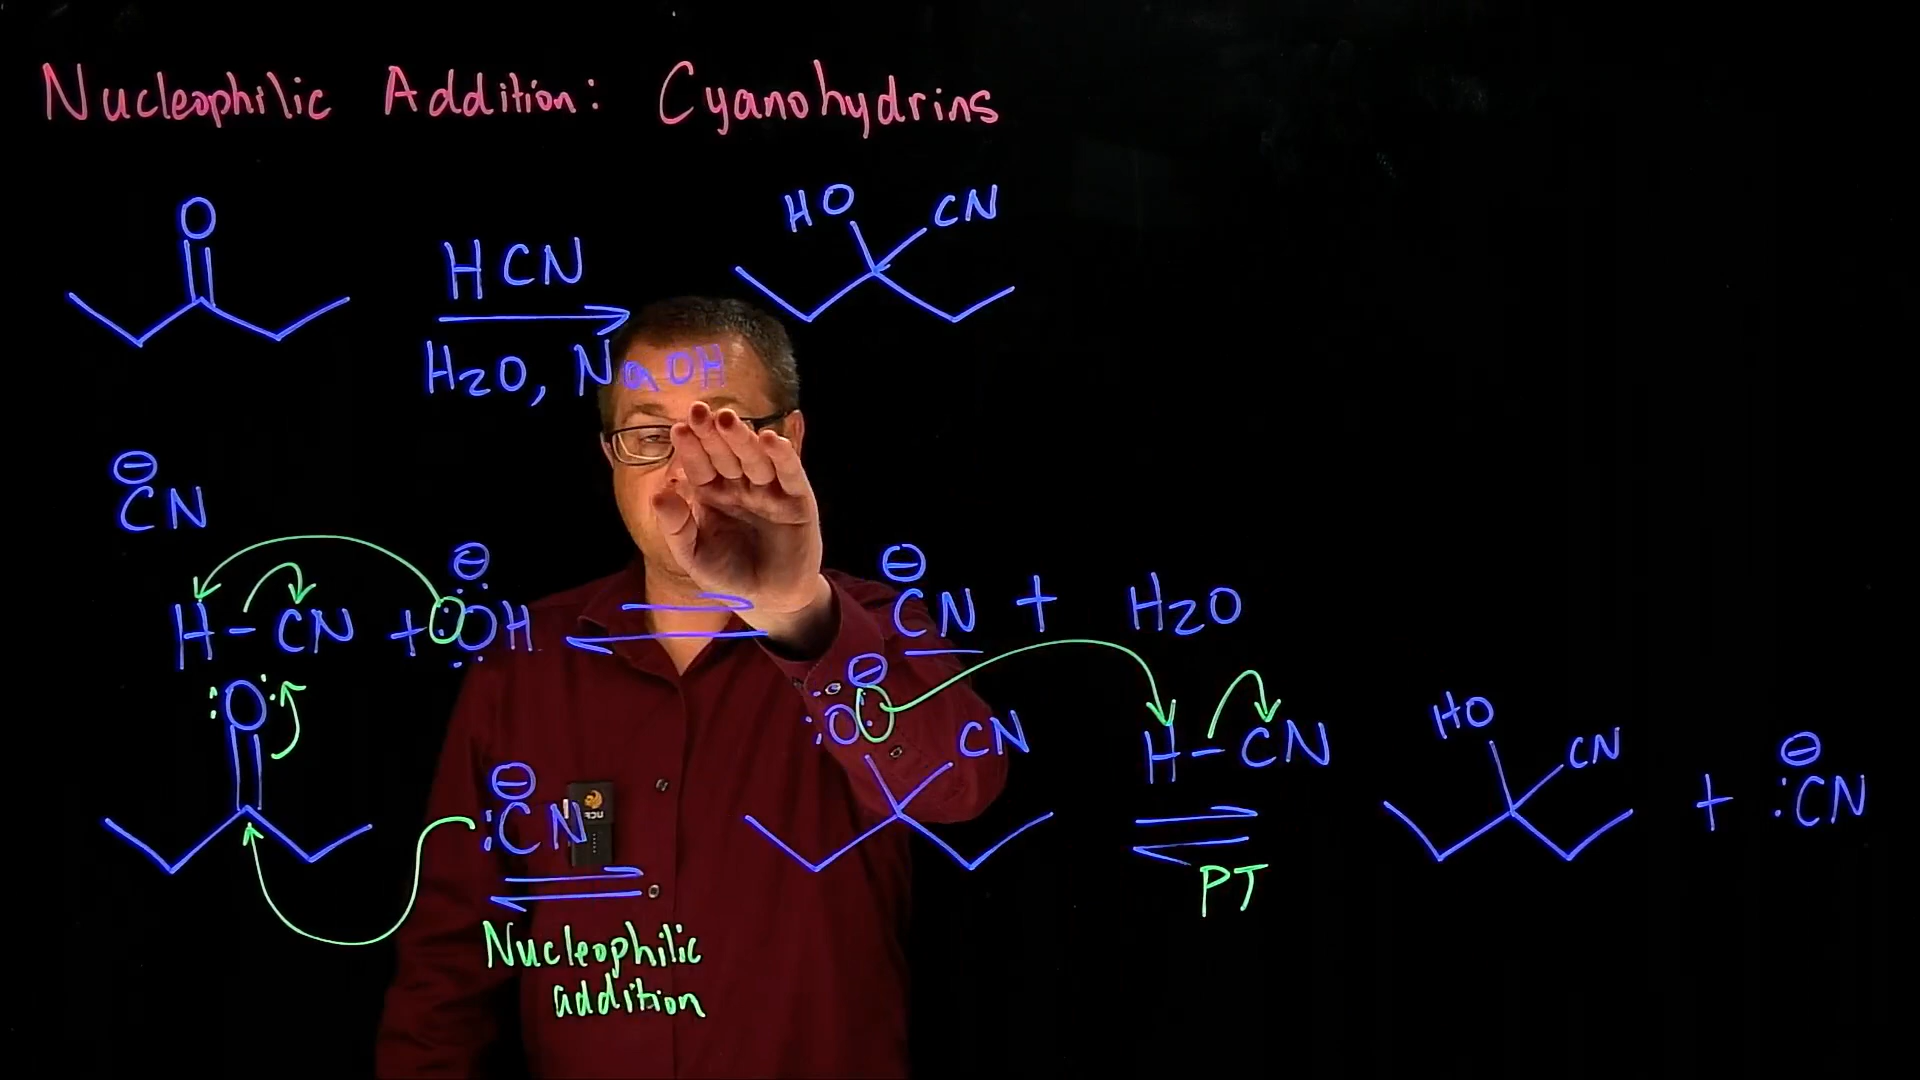 Nucleophilic Addition: Cyanohydrins
O
HCN
H2O, NaOH
HO CN
⊖
CN
H-CN + :OH ⊖
⊖
CN + H2O
:O:
⊖
:CN
Nucleophilic
addition
⊖
:O: CN
H-CN
PT
HO CN
+ ⊖
:CN
UCF